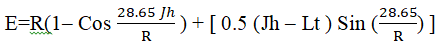 E=R(1– Cos 28.65 Jh / R ) + [ 0.5 (Jh – Lt ) Sin ( 28.65 / R ) ]